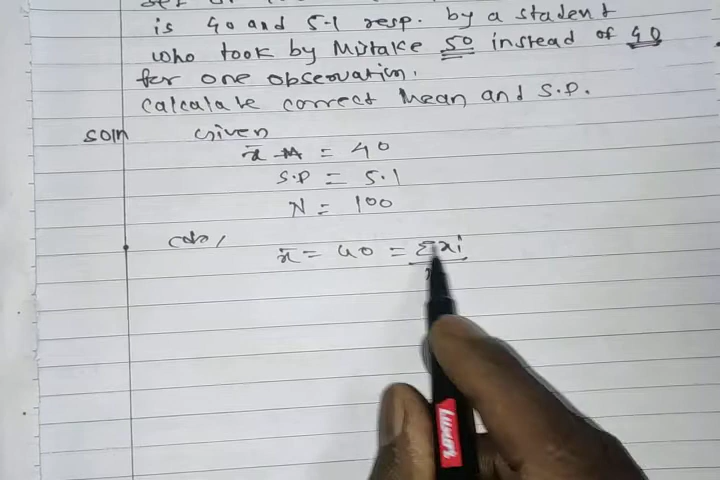 is 40 and 5.1 resp. by a student
who took by Mistake 50 instead of 40
for one observation.
Calculate correct Mean and S.D.
soln Given
x̄ = 40
S.D = 5.1
N = 100
x̄ = 40 = Σxi
Luxor